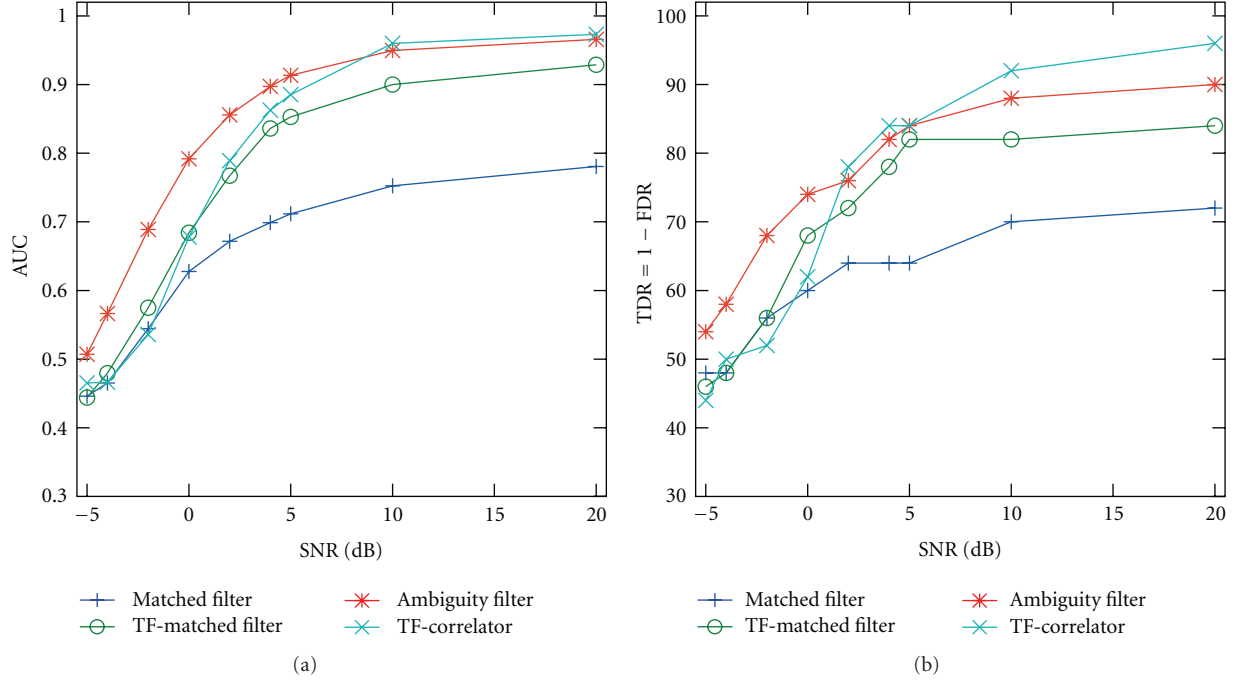 1
0.9
0.8
0.7
0.6
0.5
0.4
0.3
AUC
−5 0 5 10 15 20
SNR (dB)
Matched filter
TF-matched filter
Ambiguity filter
TF-correlator
(a)
100
90
80
70
60
50
40
30
TDR = 1 − FDR
−5 0 5 10 15 20
SNR (dB)
Matched filter
TF-matched filter
Ambiguity filter
TF-correlator
(b)